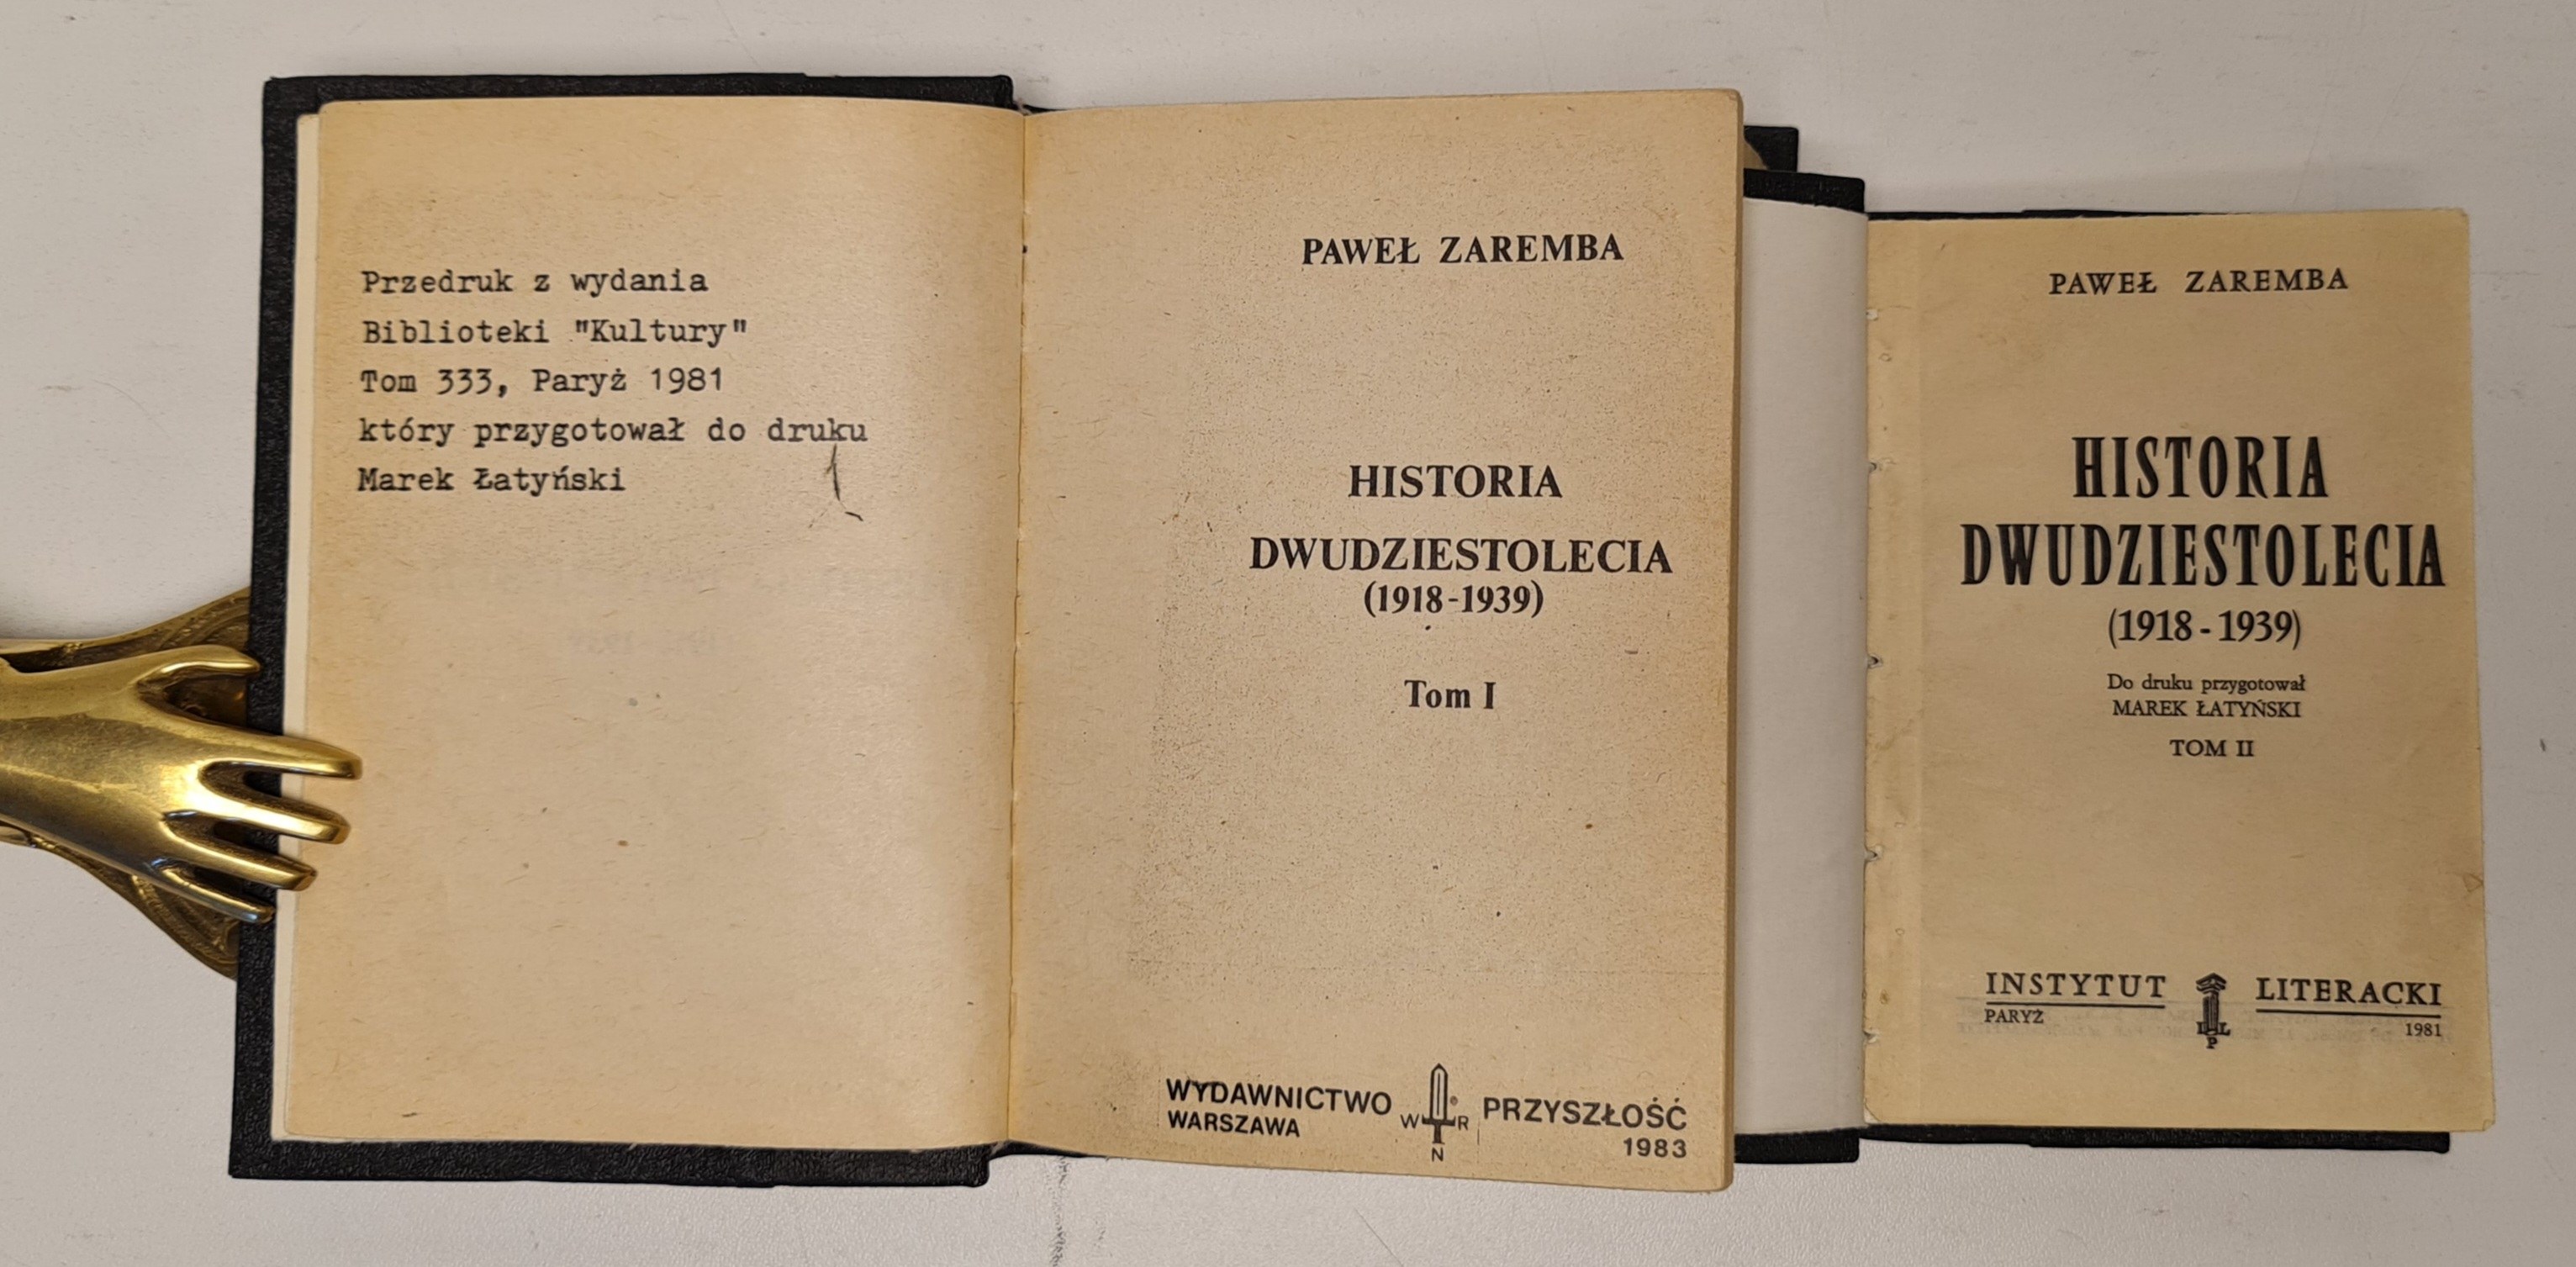 Przedruk z wydania
Biblioteki "Kultury"
Tom 333, Paryż 1981
który przygotował do druku
Marek Łatyński
PAWEŁ ZAREMBA
HISTORIA
DWUDZIESTOLECIA
(1918-1939)
Tom I
WYDAWNICTWO PRZYSZŁOŚĆ
WARSZAWA 1983
W R
N
PAWEŁ ZAREMBA
HISTORIA
DWUDZIESTOLECIA
(1918 - 1939)
Do druku przygotował
MAREK ŁATYŃSKI
TOM II
INSTYTUT LITERACKI
PARYŻ 1981
I L
P